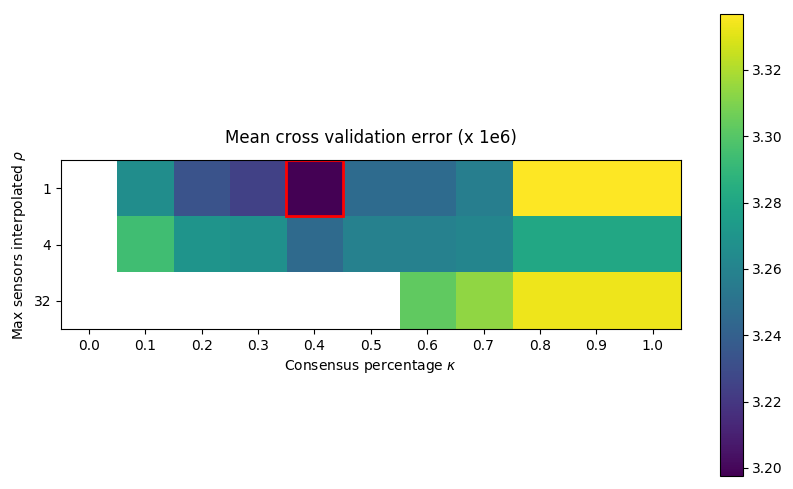 Mean cross validation error (x 1e6)
Max sensors interpolated ρ
1
4
32
0.0 0.1 0.2 0.3 0.4 0.5 0.6 0.7 0.8 0.9 1.0
Consensus percentage κ
3.32
3.30
3.28
3.26
3.24
3.22
3.20